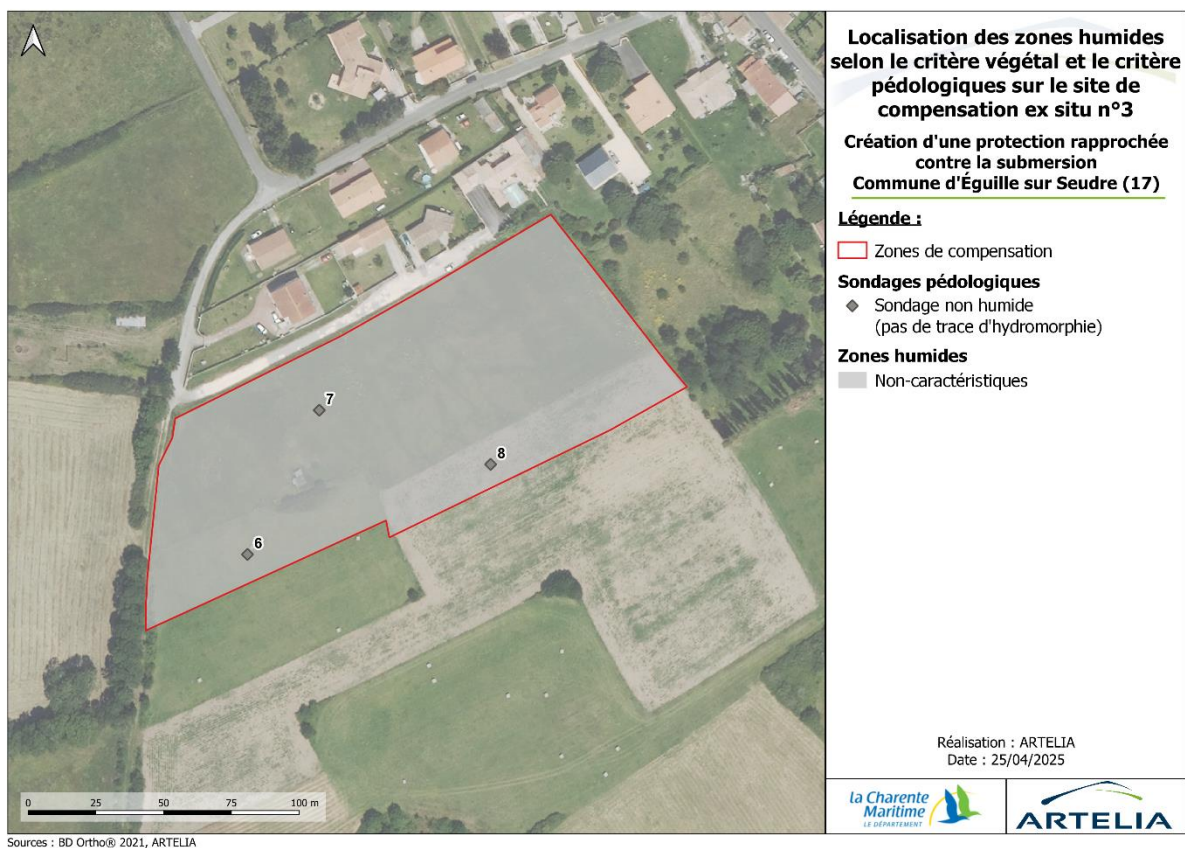 Localisation des zones humides
selon le critère végétal et le critère
pédologiques sur le site de
compensation ex situ n°3
Création d'une protection rapprochée
contre la submersion
Commune d'Éguille sur Seudre (17)
Légende :
Zones de compensation
Sondages pédologiques
Sondage non humide
(pas de trace d'hydromorphie)
Zones humides
Non-caractéristiques
7
8
6
0 25 50 75 100 m
Réalisation : ARTELIA
Date : 25/04/2025
la Charente
Maritime
LE DÉPARTEMENT
ARTELIA
Sources : BD Ortho® 2021, ARTELIA